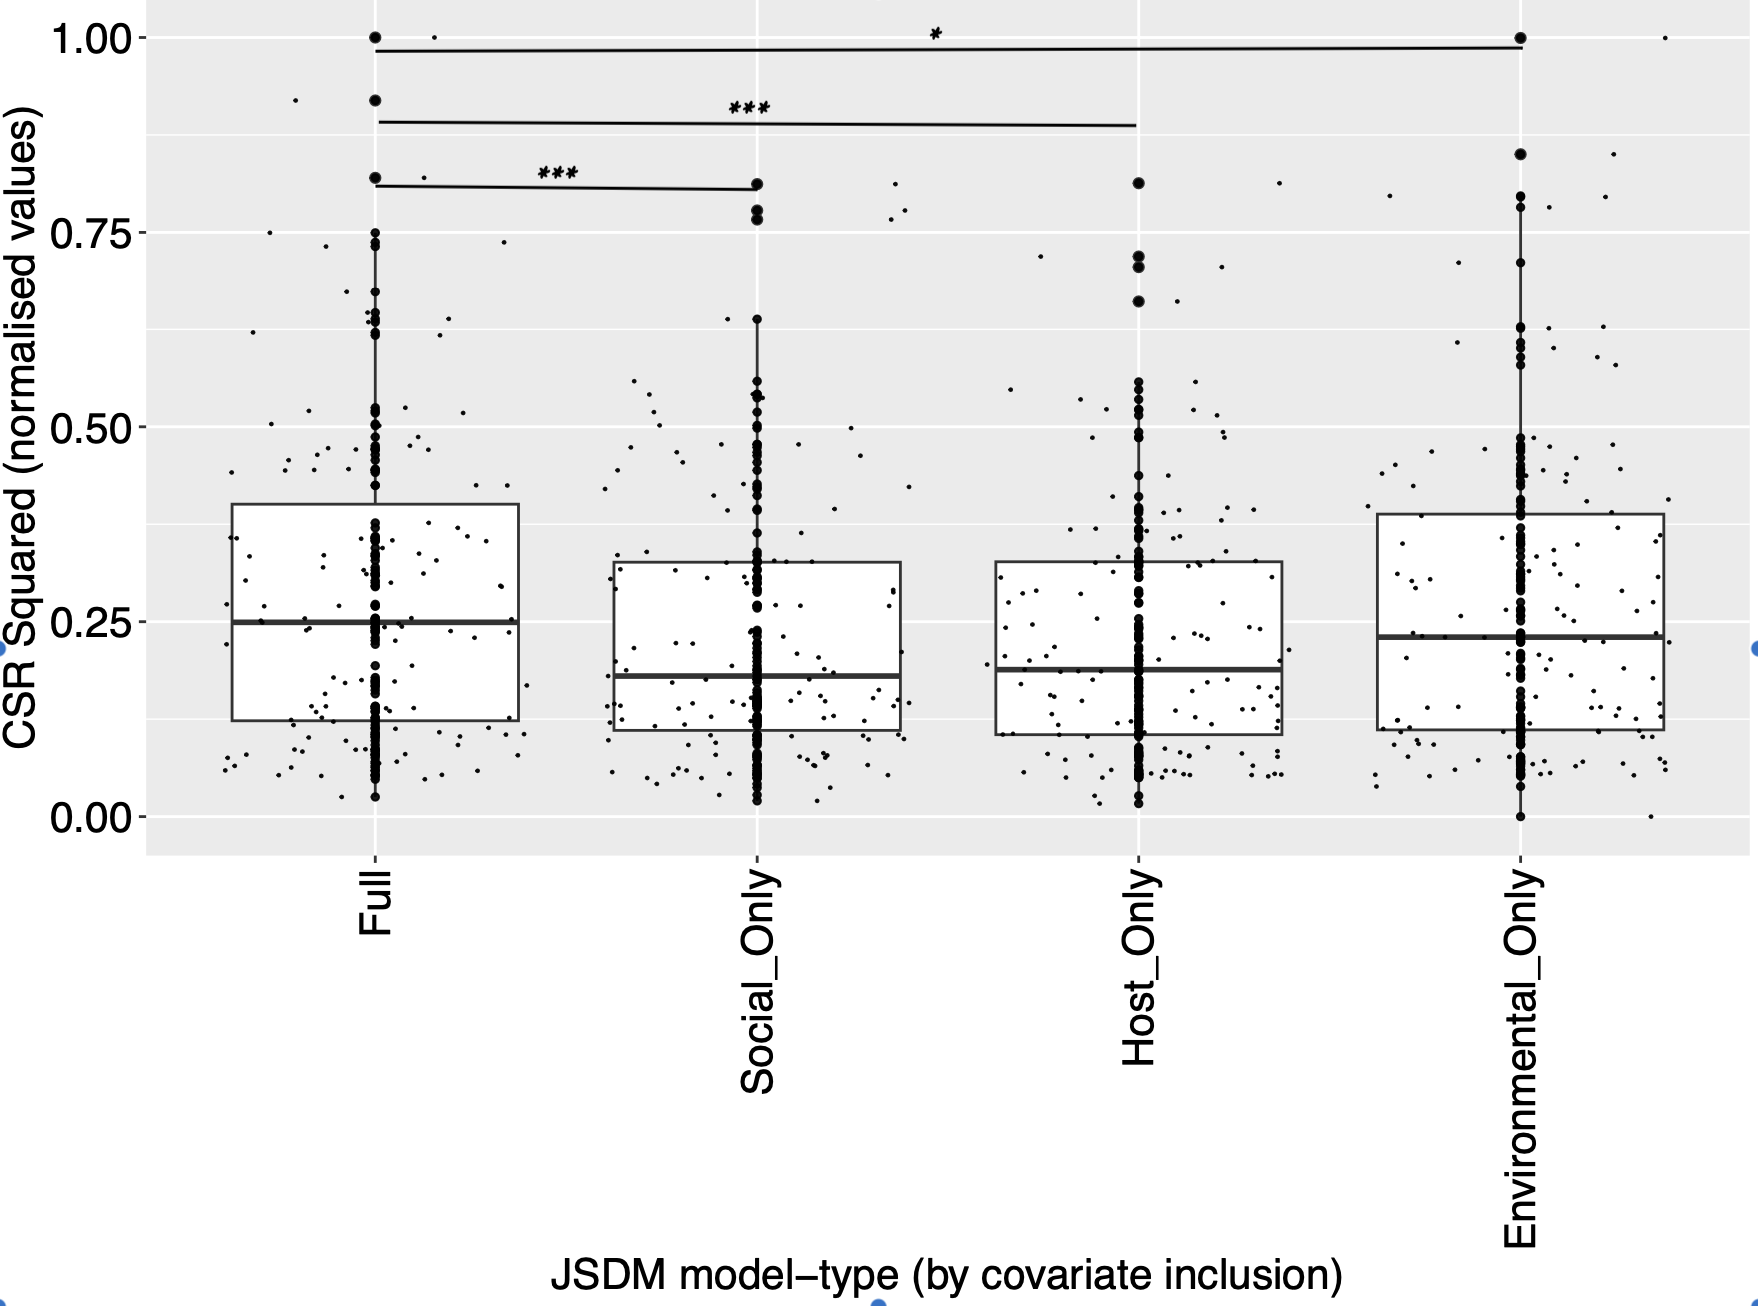 1.00
0.75
0.50
0.25
0.00
CSR Squared (normalised values)
*
***
***
Full
Social_Only
Host_Only
Environmental_Only
JSDM model-type (by covariate inclusion)